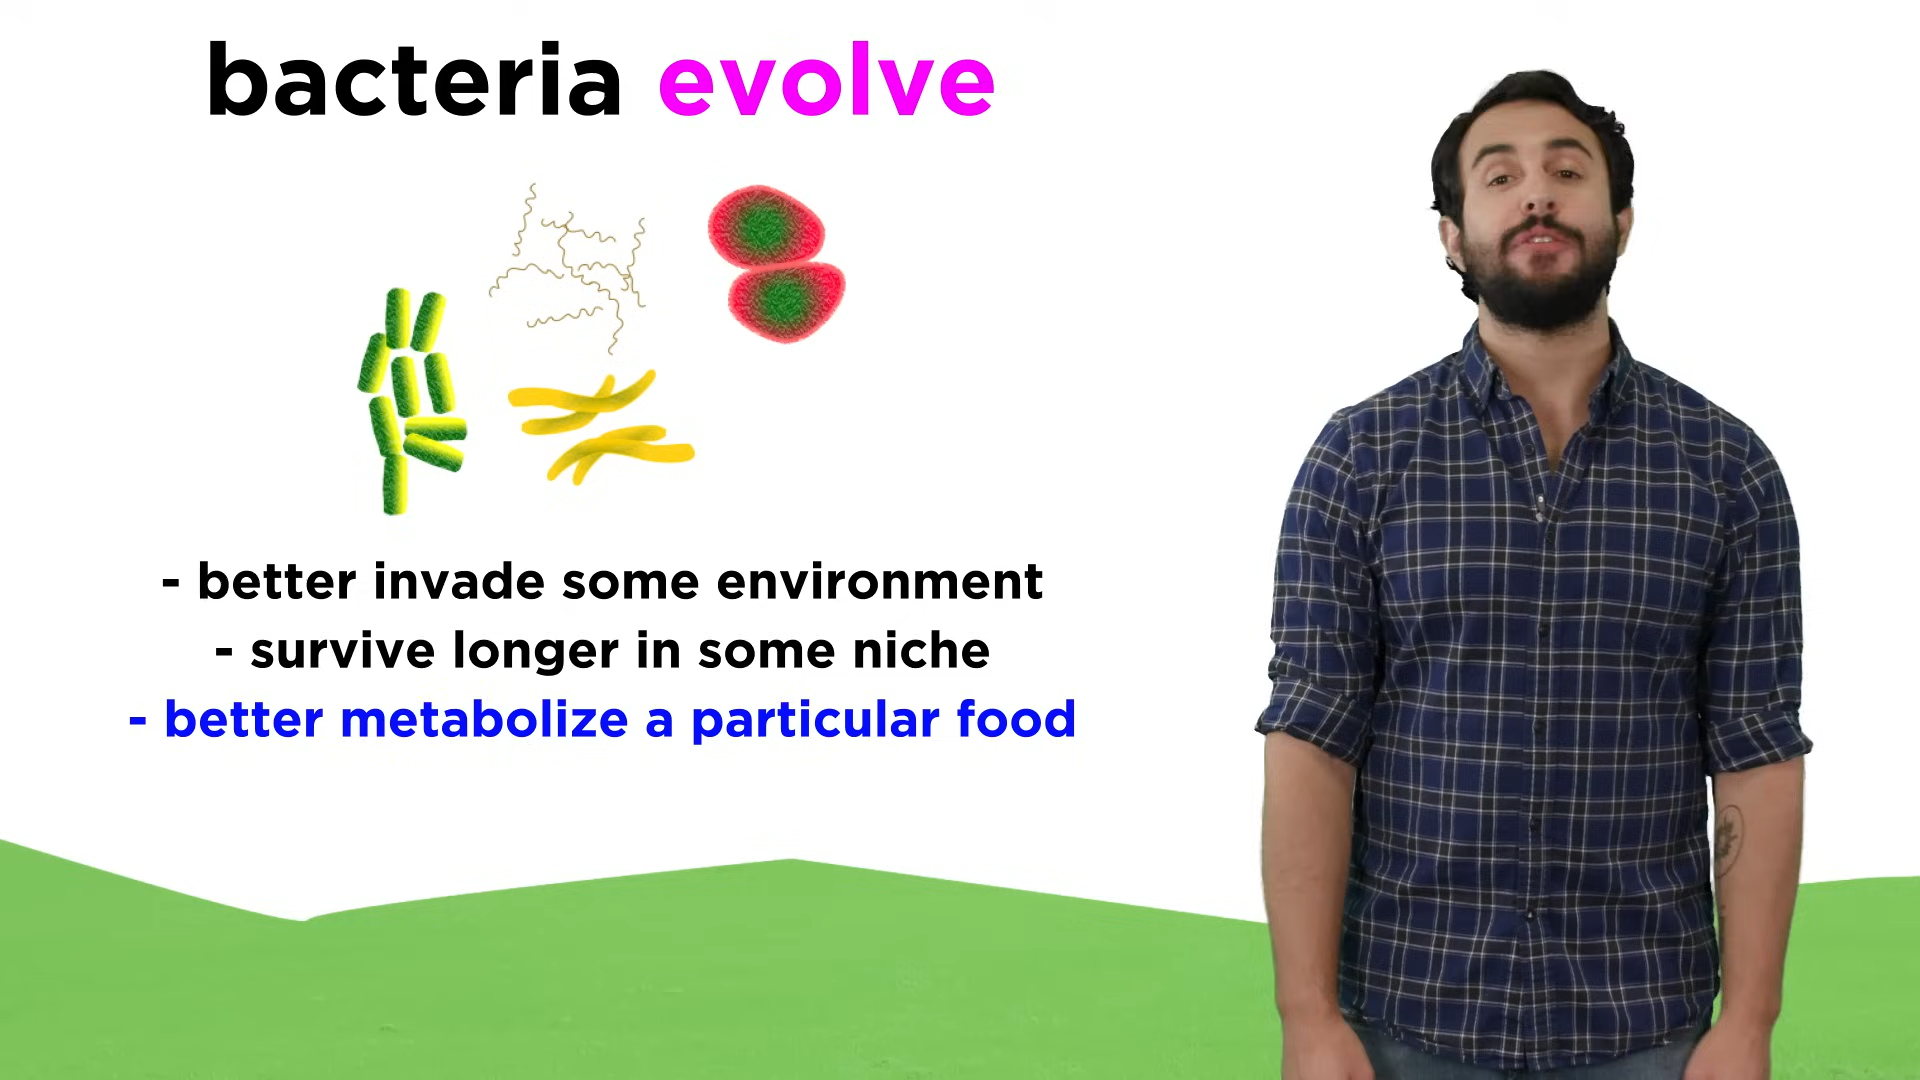 bacteria evolve
- better invade some environment
- survive longer in some niche
- better metabolize a particular food